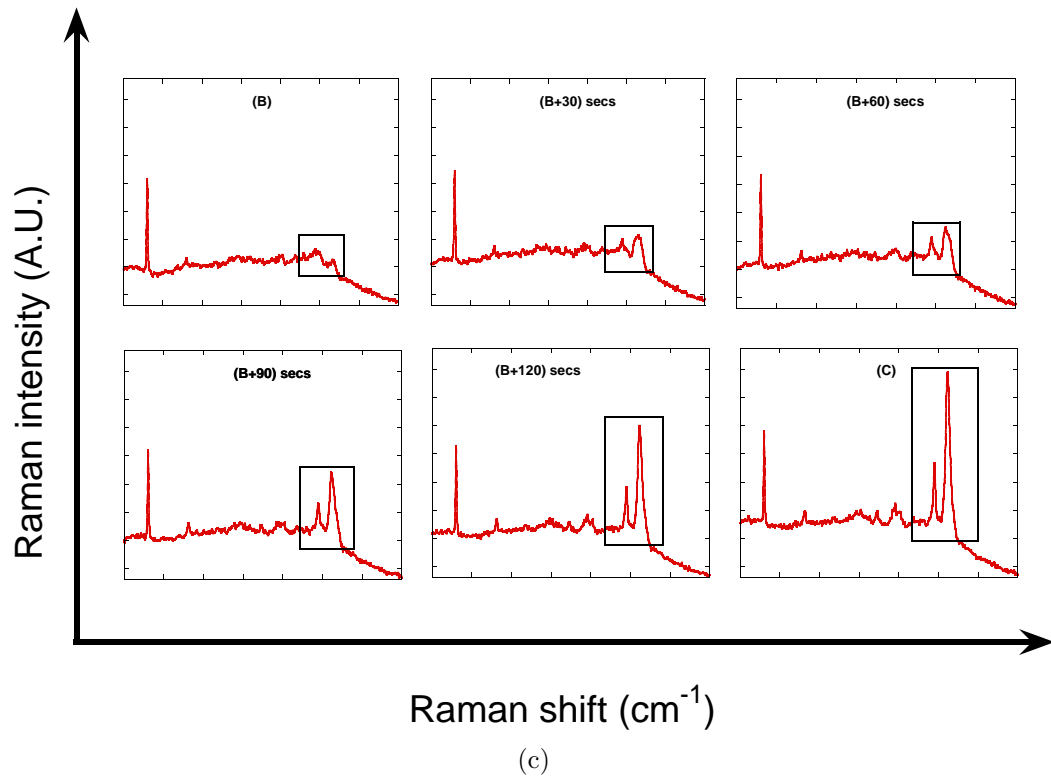 (B)
(B+30) secs
(B+60) secs
(B+90) secs
(B+120) secs
(C)
Raman intensity (A.U.)
Raman shift (cm⁻¹)
(c)